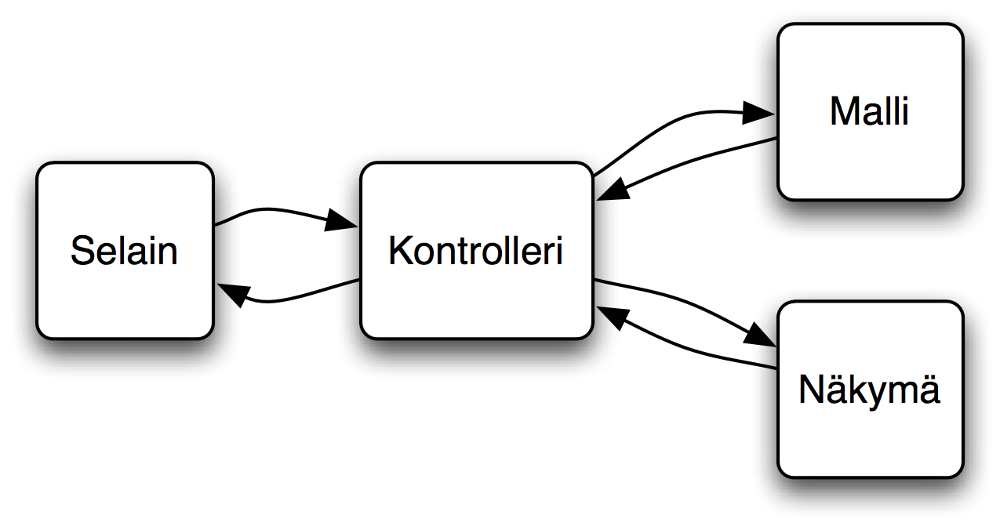 Malli
Selain
Kontrolleri
Näkymä